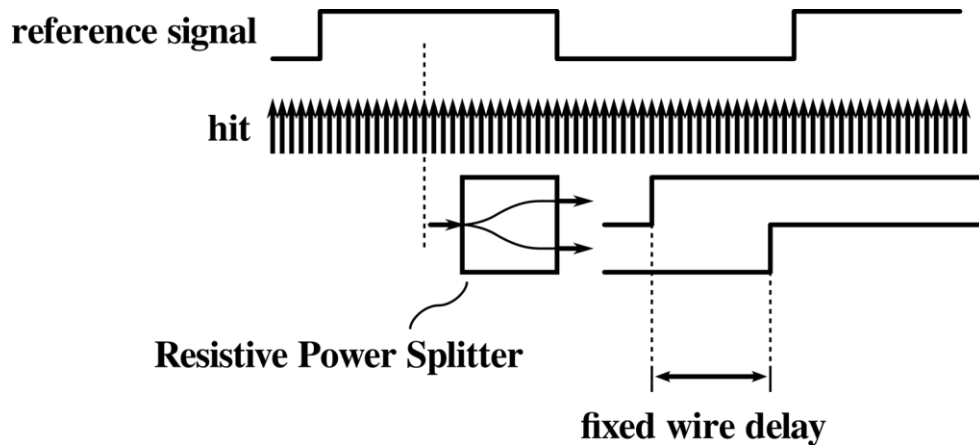 reference signal
hit
Resistive Power Splitter
fixed wire delay